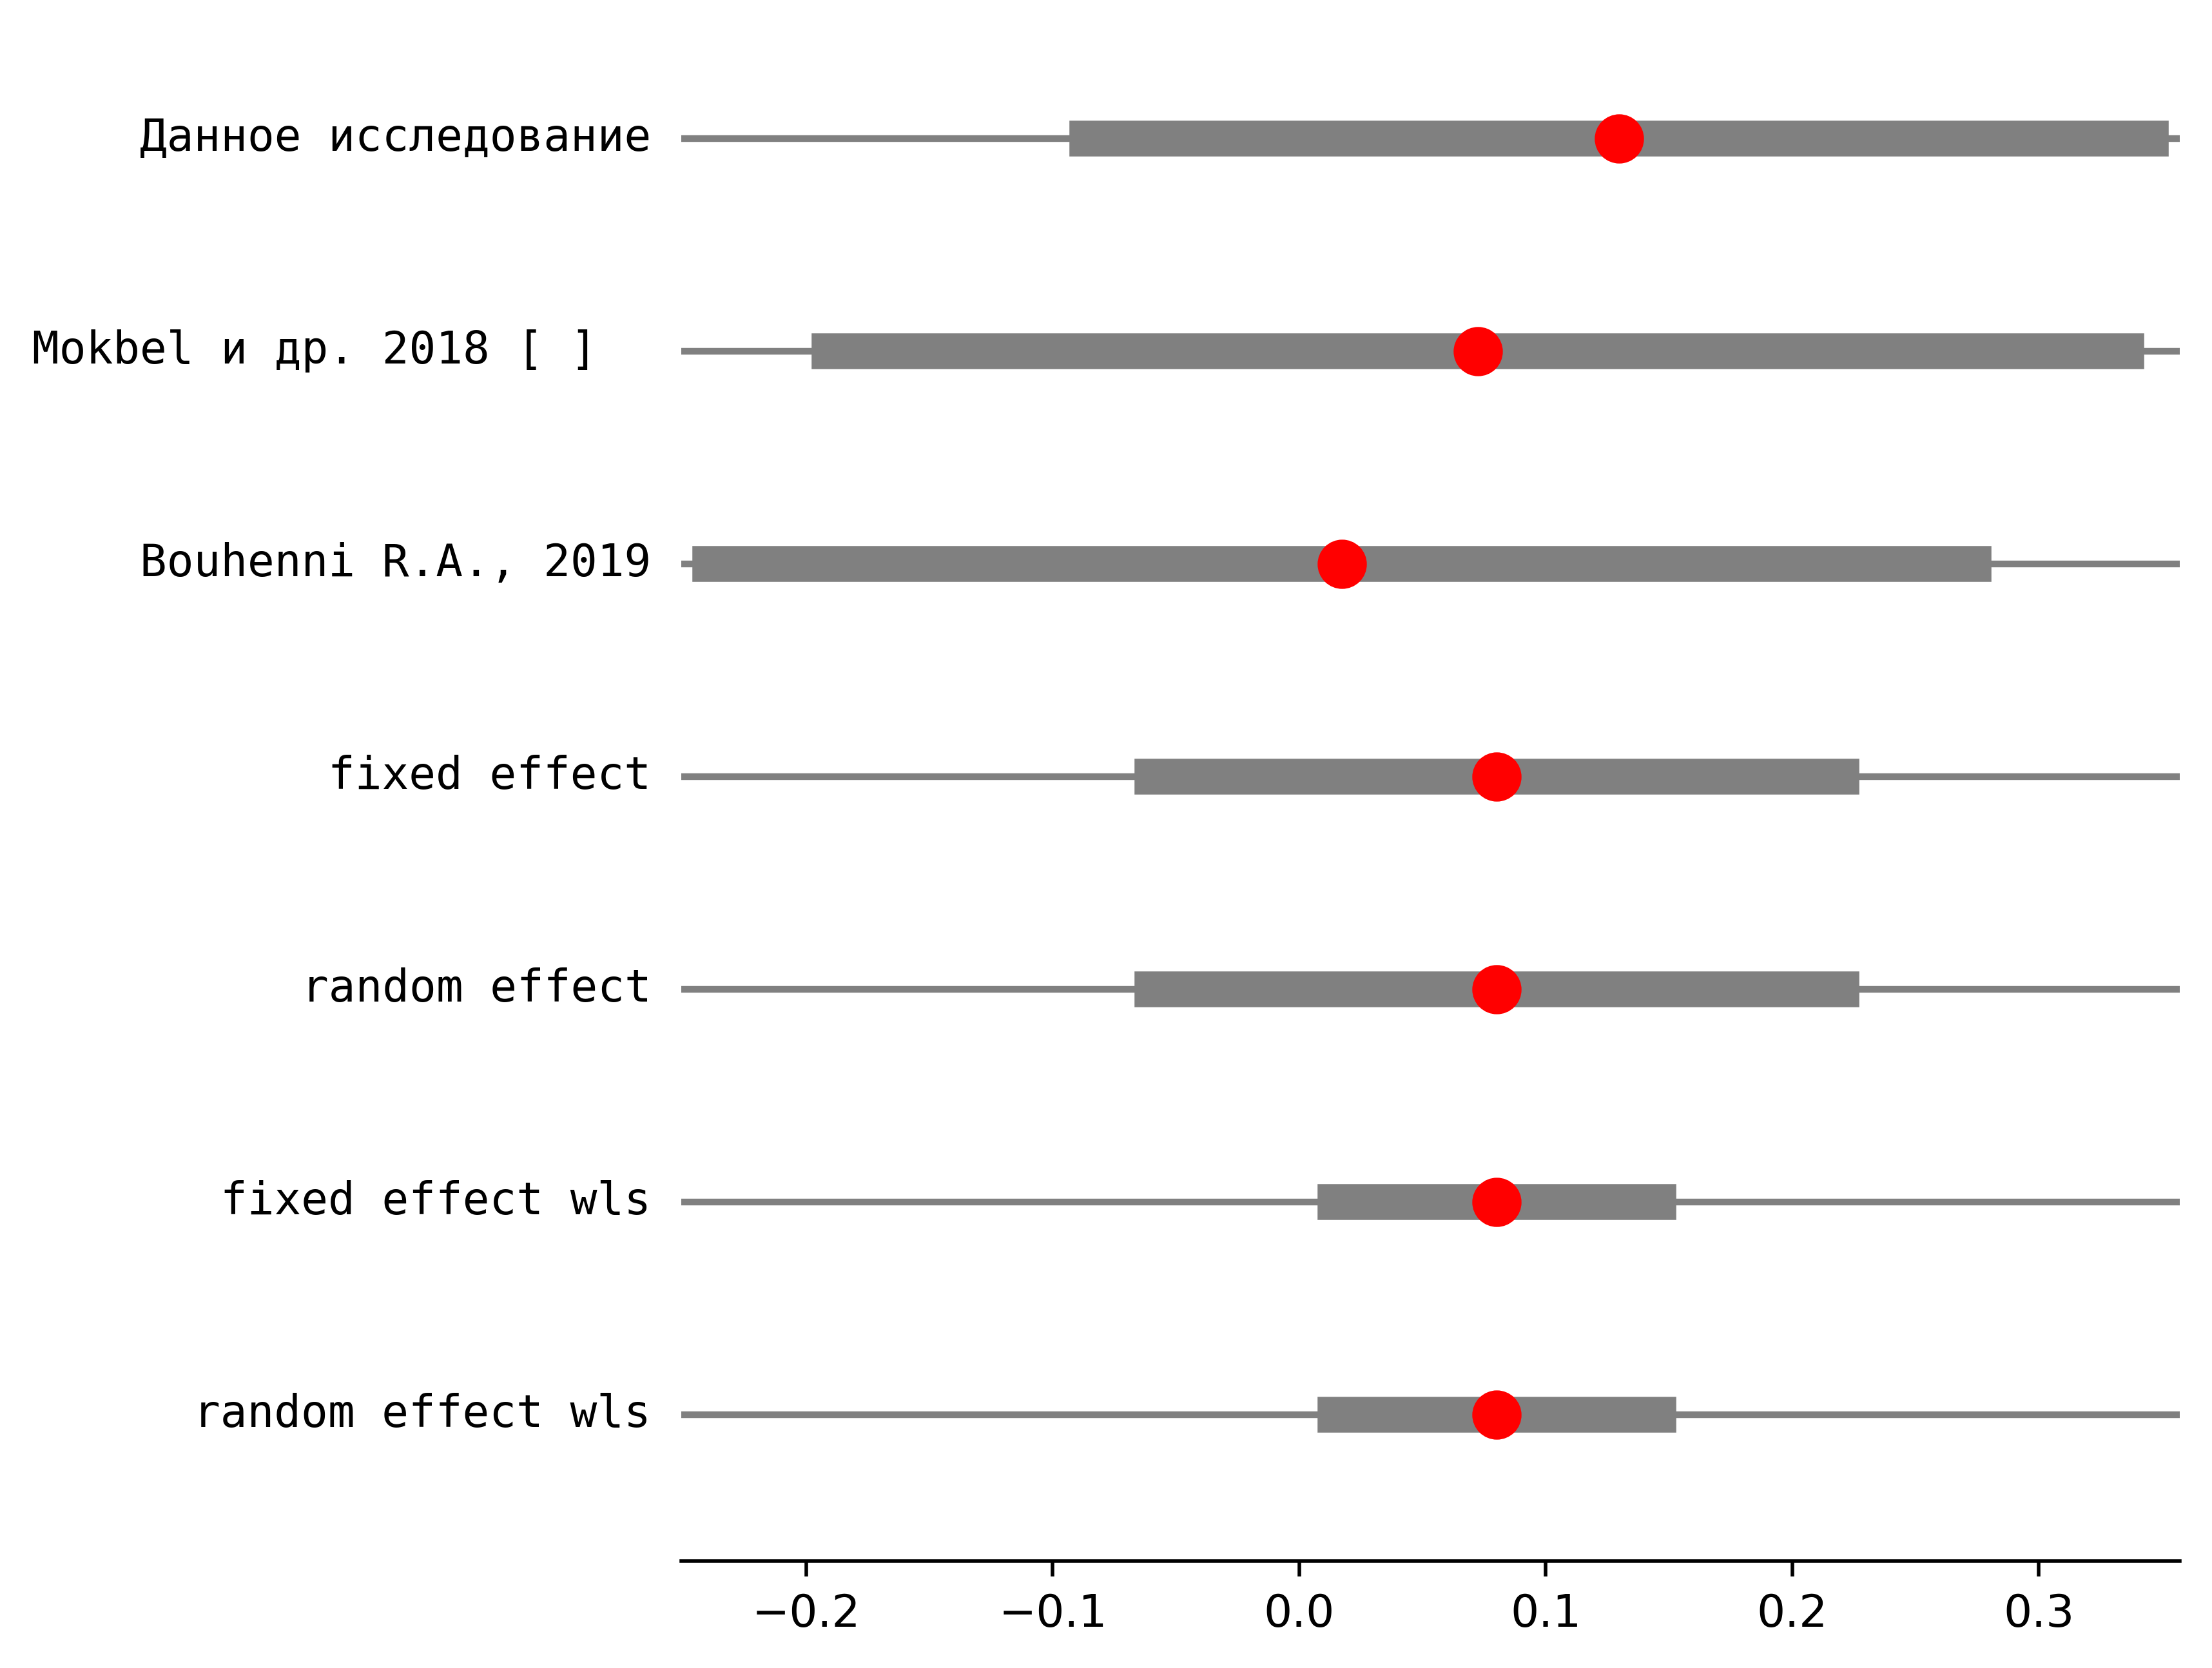 Данное исследование
Mokbel и др. 2018 [ ]
Bouhenni R.A., 2019
fixed effect
random effect
fixed effect wls
random effect wls
−0.2 −0.1 0.0 0.1 0.2 0.3